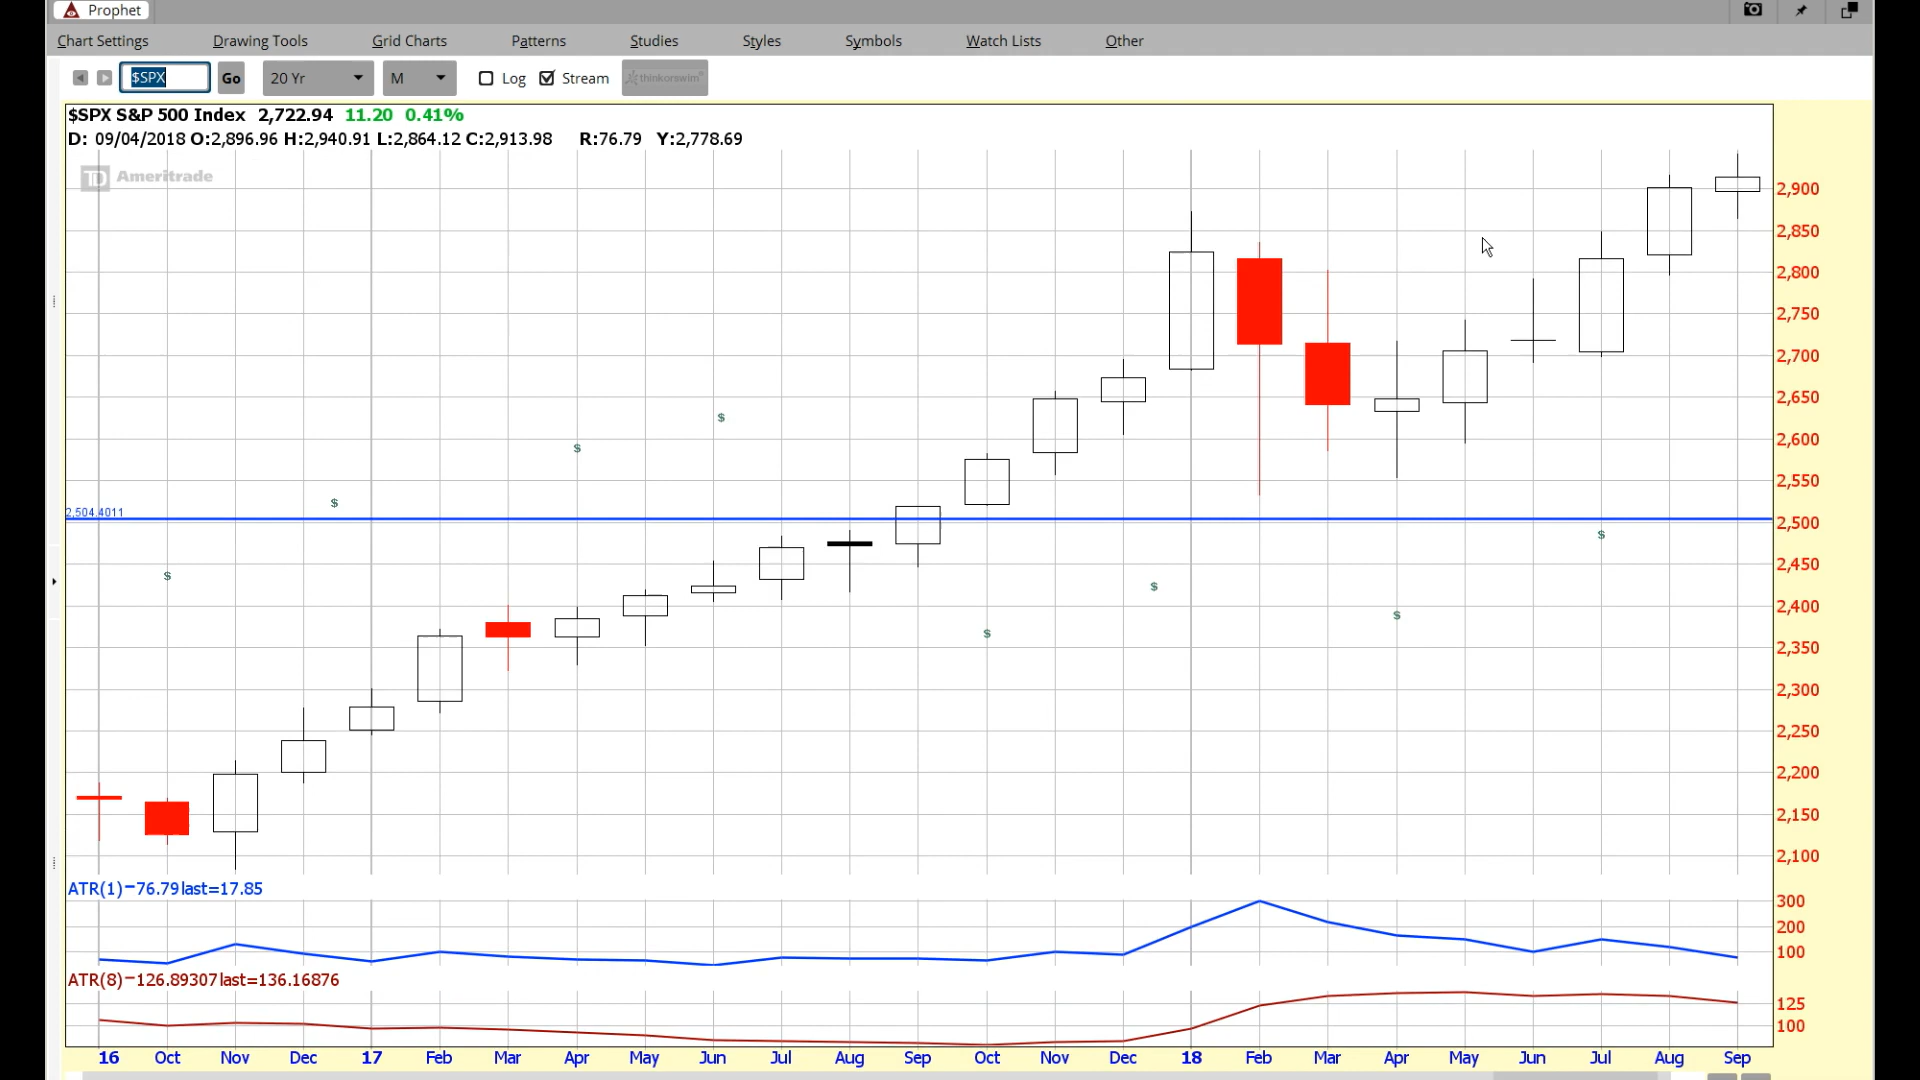 Prophet
Chart Settings Drawing Tools Grid Charts Patterns Studies Styles Symbols Watch Lists Other
$SPX Go 20 Yr M Log Stream thinkorswim
$SPX S&P 500 Index 2,722.94 11.20 0.41%
D: 09/04/2018 O:2,896.96 H:2,940.91 L:2,864.12 C:2,913.98 R:76.79 Y:2,778.69
TD Ameritrade
2,900
2,850
2,800
2,750
2,700
2,650
2,600
2,550
2,504.4011
2,500
2,450
2,400
2,350
2,300
2,250
2,200
2,150
2,100
$ $ $ $ $ $ $ $
ATR(1)-76.79last=17.85
300
200
100
ATR(8)-126.89307last=136.16876
125
100
16 Oct Nov Dec 17 Feb Mar Apr May Jun Jul Aug Sep Oct Nov Dec 18 Feb Mar Apr May Jun Jul Aug Sep